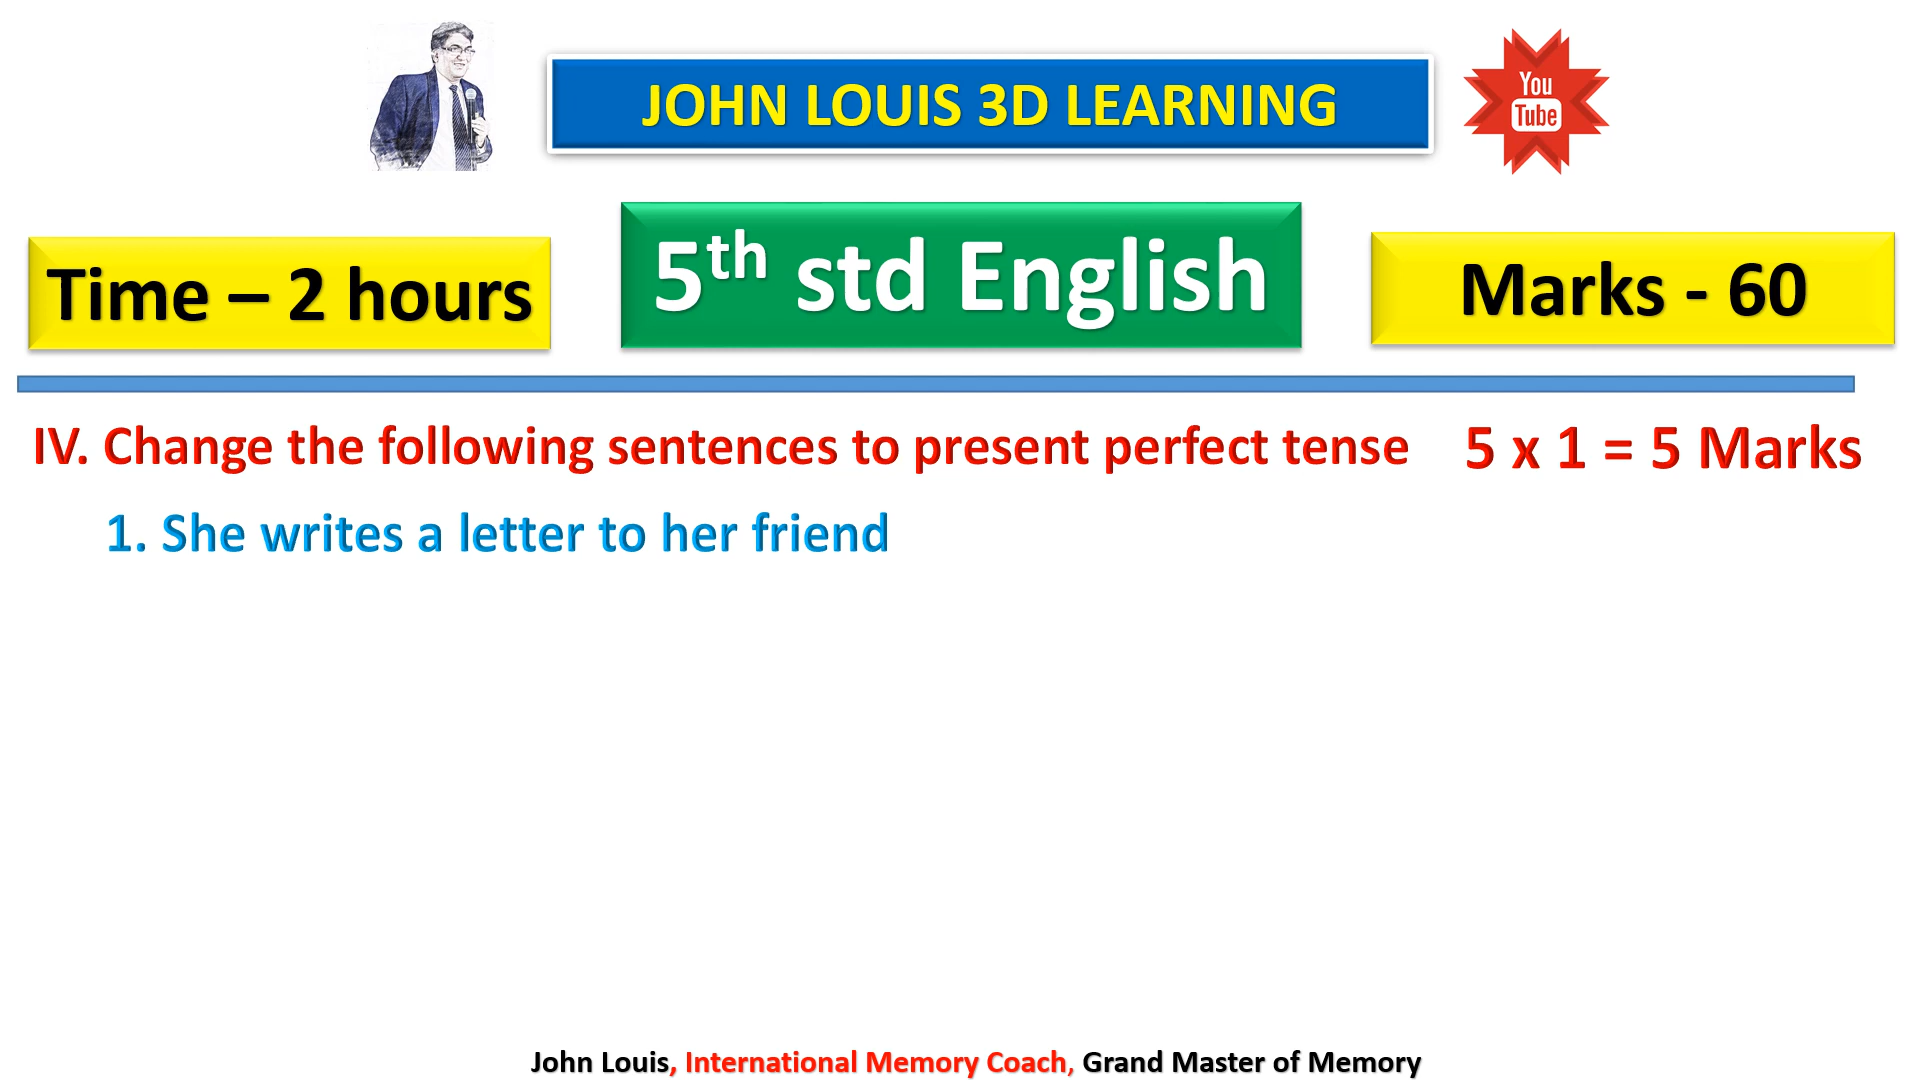 JOHN LOUIS 3D LEARNING
You
Tube
Time – 2 hours
5th std English
Marks - 60
IV. Change the following sentences to present perfect tense 5 x 1 = 5 Marks
1. She writes a letter to her friend
John Louis, International Memory Coach, Grand Master of Memory